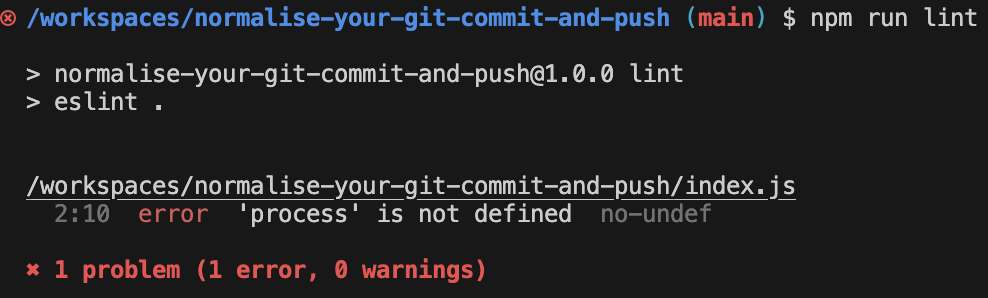 /workspaces/normalise-your-git-commit-and-push (main) $ npm run lint
> normalise-your-git-commit-and-push@1.0.0 lint
> eslint .
/workspaces/normalise-your-git-commit-and-push/index.js
2:10 error 'process' is not defined no-undef
✖ 1 problem (1 error, 0 warnings)